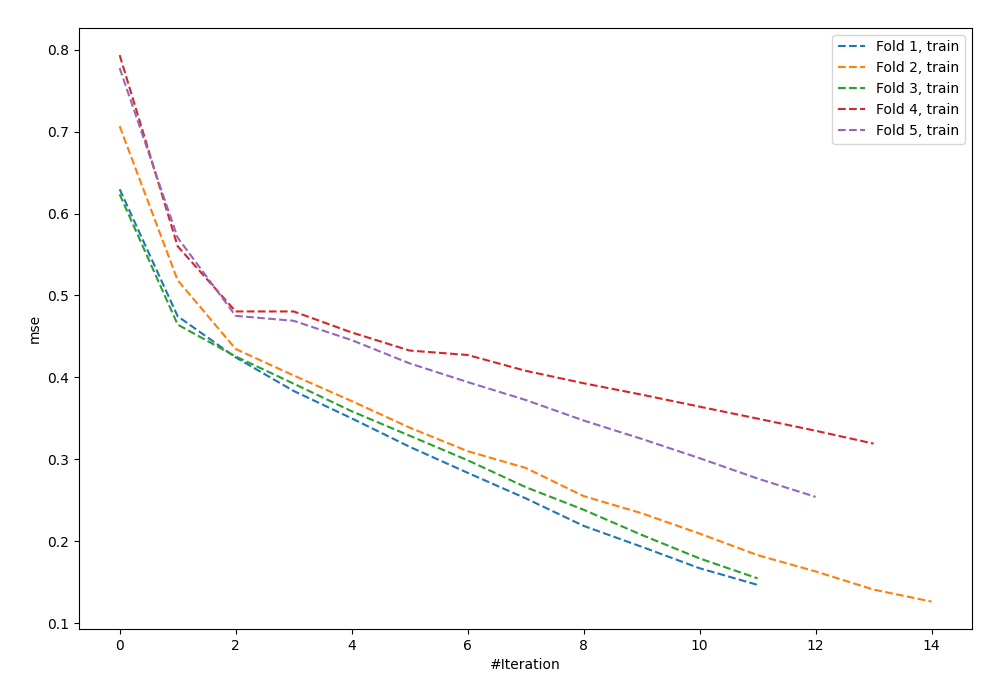 0.8
0.7
0.6
0.5
0.4
0.3
0.2
0.1
mse
0
2
4
6
8
10
12
14
#Iteration
Fold 1, train
Fold 2, train
Fold 3, train
Fold 4, train
Fold 5, train